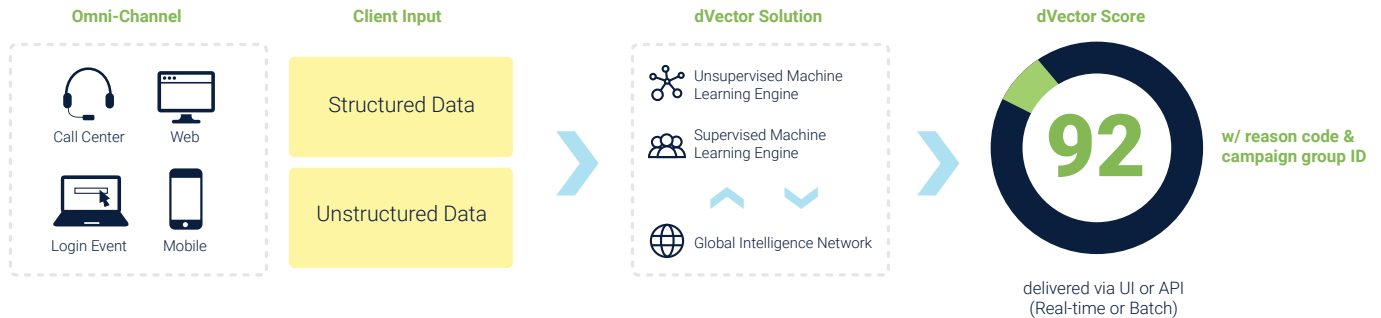 Omni-Channel
Call Center
Web
Login Event
Mobile
Client Input
Structured Data
Unstructured Data
dVector Solution
Unsupervised Machine
Learning Engine
Supervised Machine
Learning Engine
Global Intelligence Network
dVector Score
92
w/ reason code &
campaign group ID
delivered via UI or API
(Real-time or Batch)